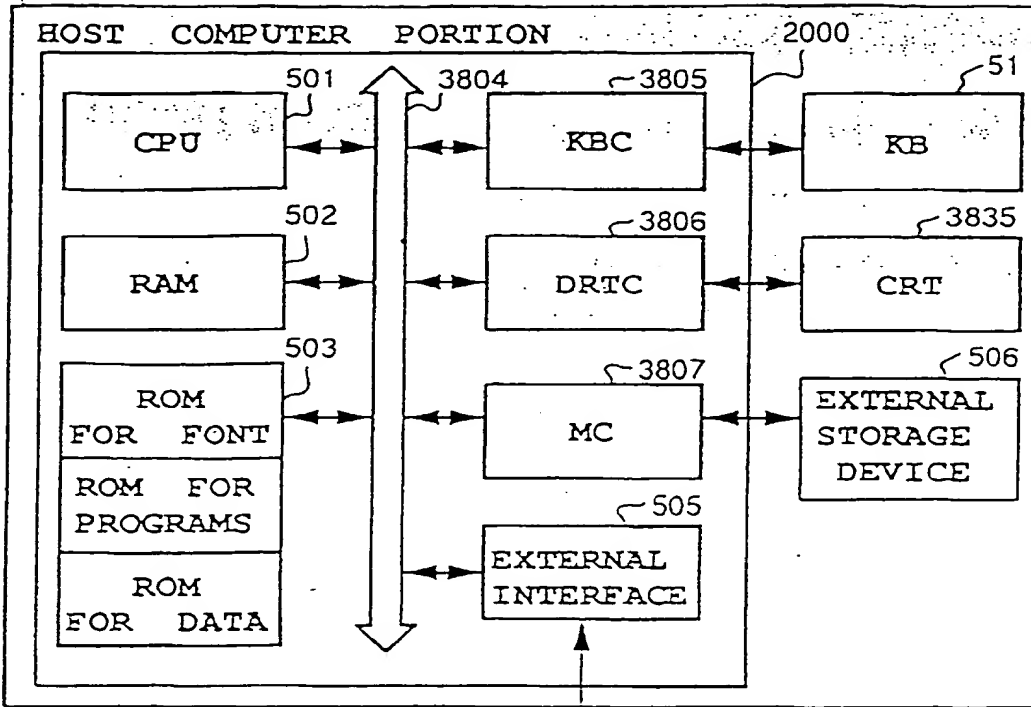 HOST COMPUTER PORTION
2000
501
3804
3805
51
CPU
KBC
KB
502
3806
3835
RAM
DRTC
CRT
503
3807
506
ROM
FOR FONT
MC
EXTERNAL
STORAGE
DEVICE
ROM FOR
PROGRAMS
505
EXTERNAL
INTERFACE
ROM
FOR DATA